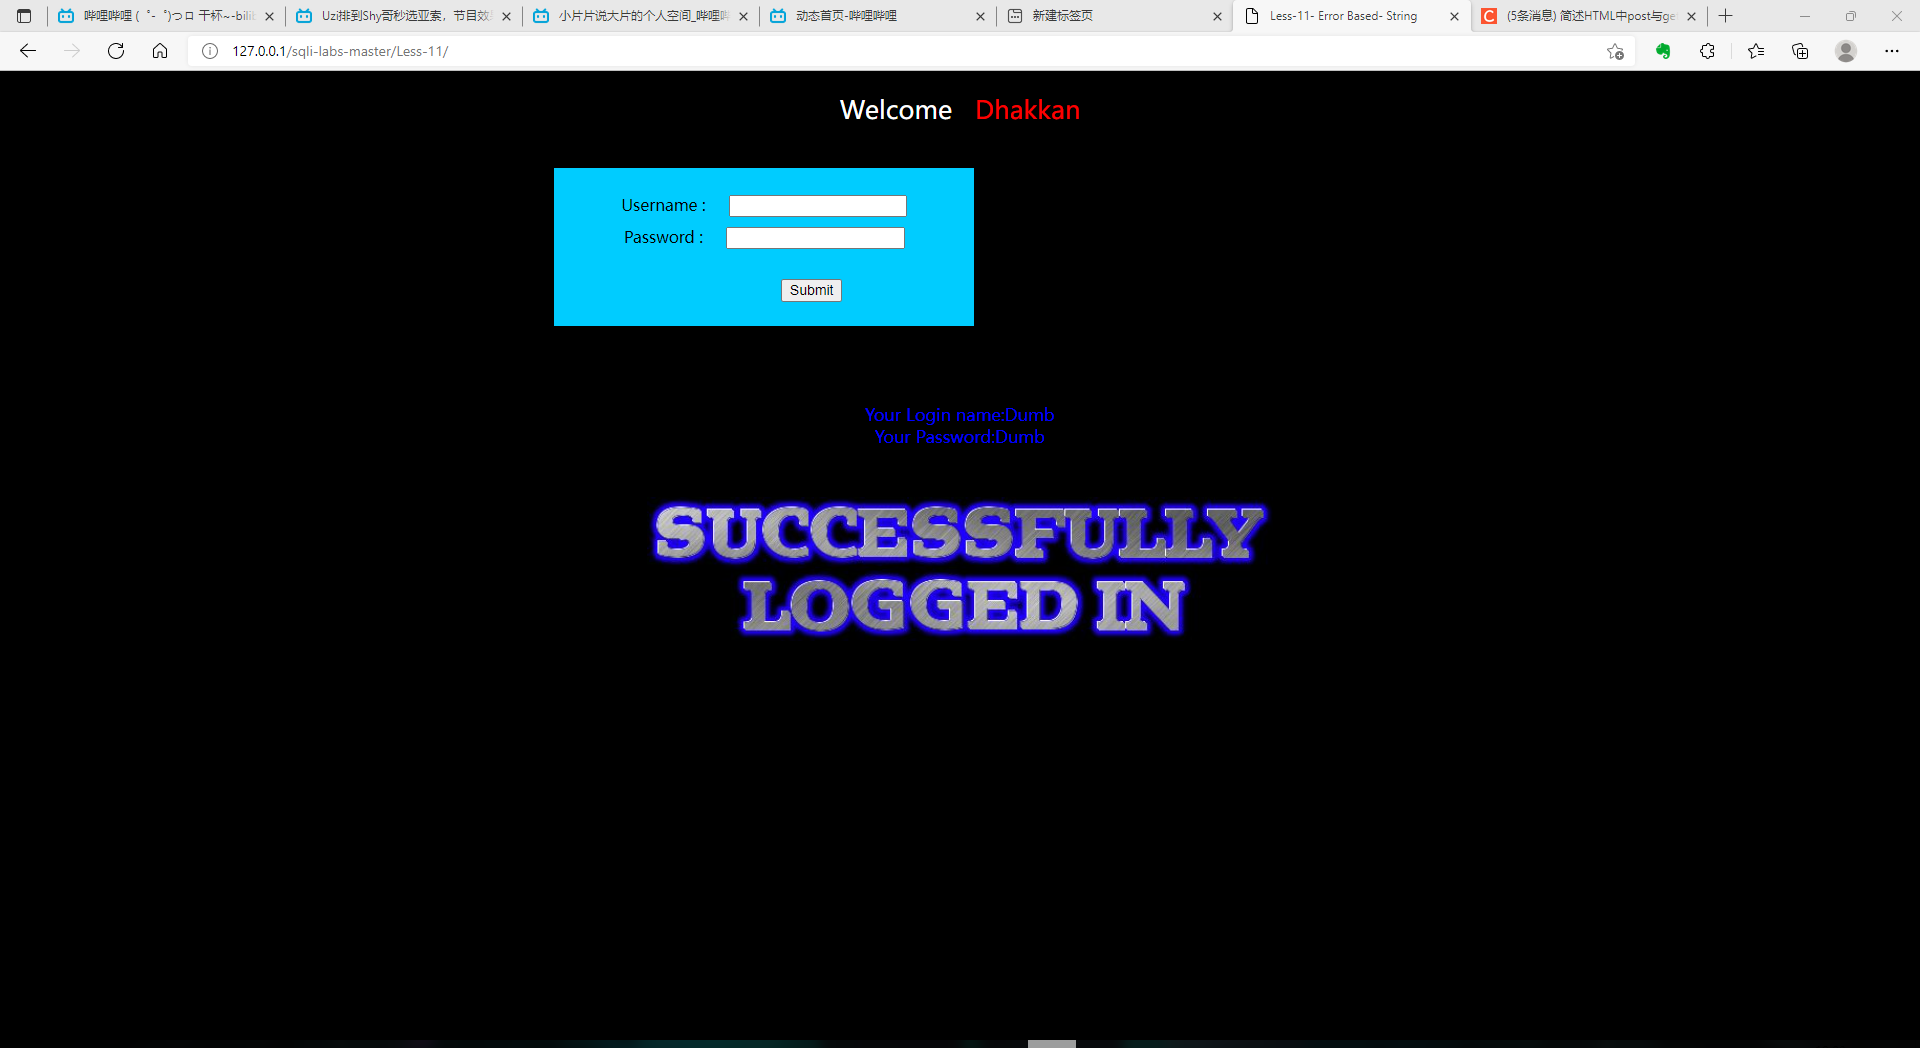 哔哩哔哩 (゜-゜)つロ 干杯~-bili
Uzi排到Shy哥秒选亚索，节目效
小片片说大片的个人空间_哔哩哔
动态首页-哔哩哔哩
新建标签页
Less-11- Error Based- String
(5条消息) 简述HTML中post与ge
127.0.0.1/sqli-labs-master/Less-11/
Welcome Dhakkan
Username :
Password :
Submit
Your Login name:Dumb
Your Password:Dumb
SUCCESSFULLY
LOGGED IN